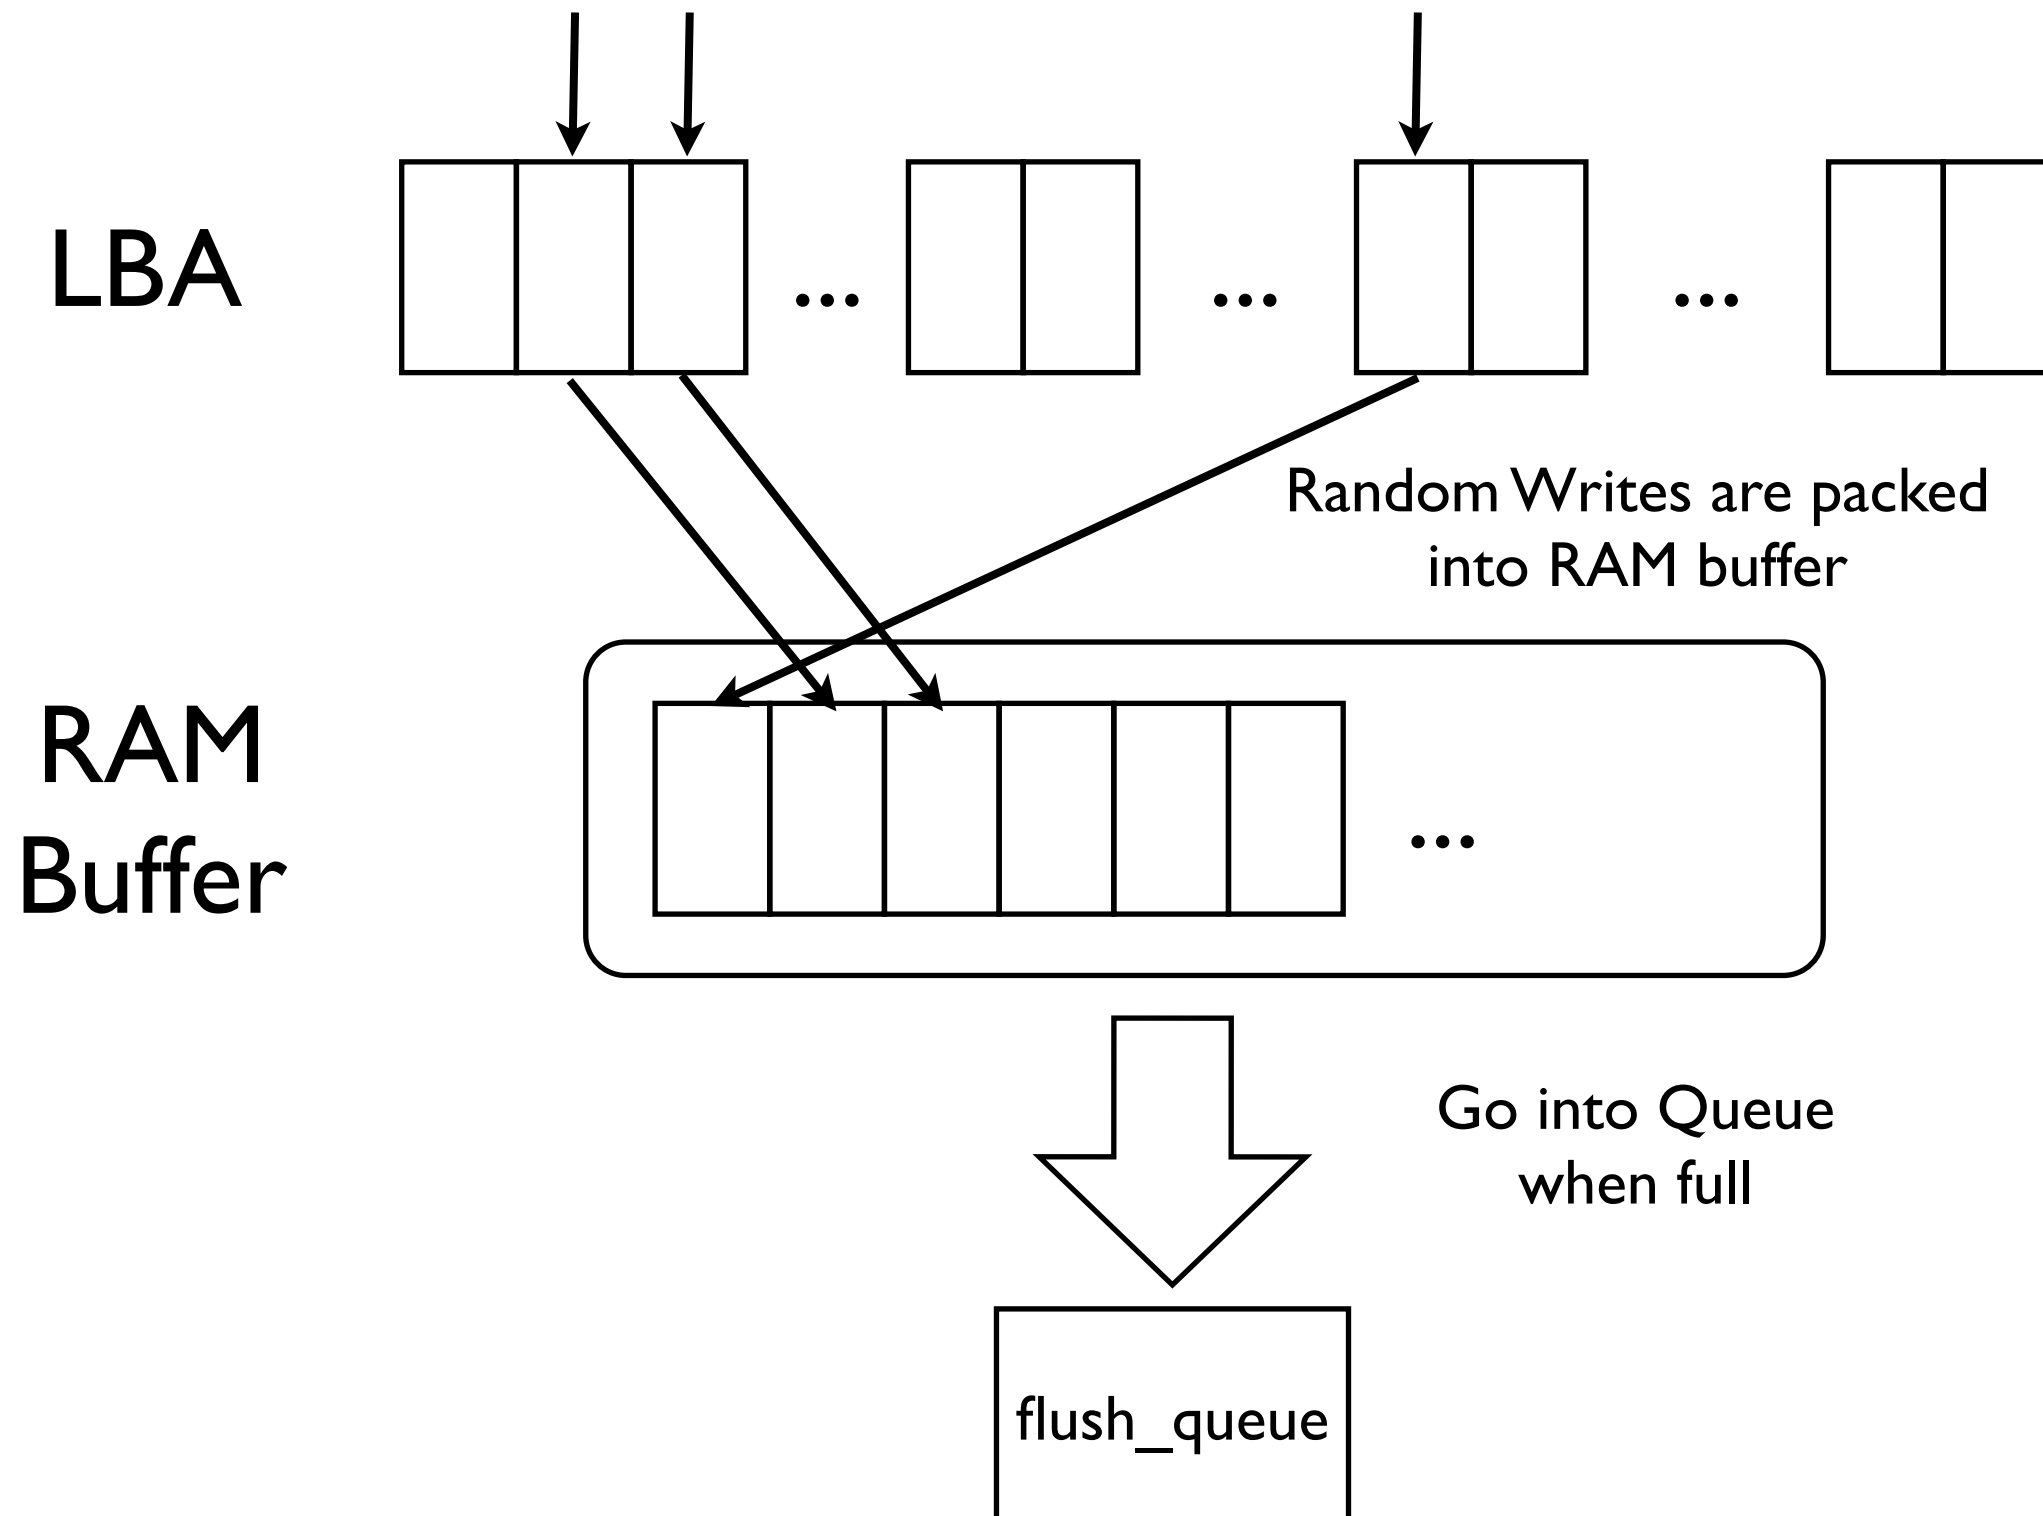 LBA
...
...
...
Random Writes are packed
into RAM buffer
RAM
Buffer
...
Go into Queue
when full
flush_queue